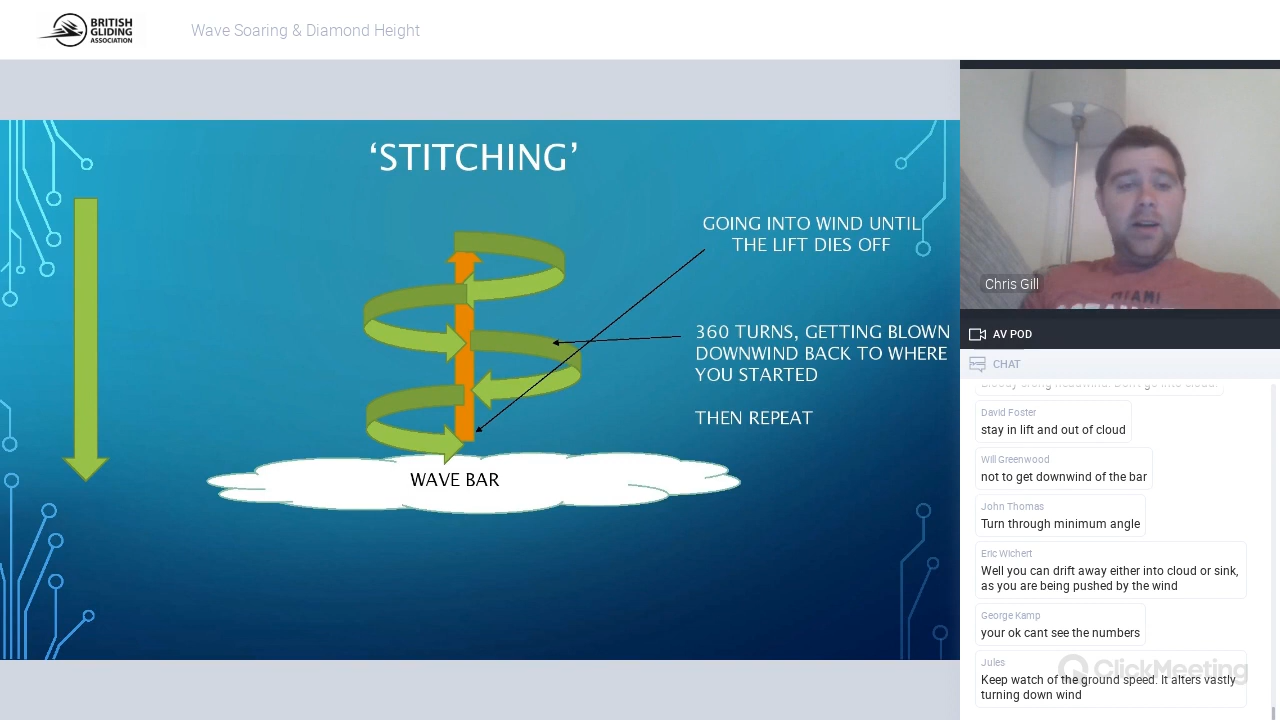 BRITISH
GLIDING
ASSOCIATION
Wave Soaring & Diamond Height
‘STITCHING’
GOING INTO WIND UNTIL
THE LIFT DIES OFF
360 TURNS, GETTING BLOWN
DOWNWIND BACK TO WHERE
YOU STARTED
THEN REPEAT
WAVE BAR
Chris Gill
MIAMI
AV POD
CHAT
David Foster
stay in lift and out of cloud
Will Greenwood
not to get downwind of the bar
John Thomas
Turn through minimum angle
Eric Wichert
Well you can drift away either into cloud or sink,
as you are being pushed by the wind
George Kamp
your ok cant see the numbers
Jules
Keep watch of the ground speed. It alters vastly
turning down wind
ClickMeeting